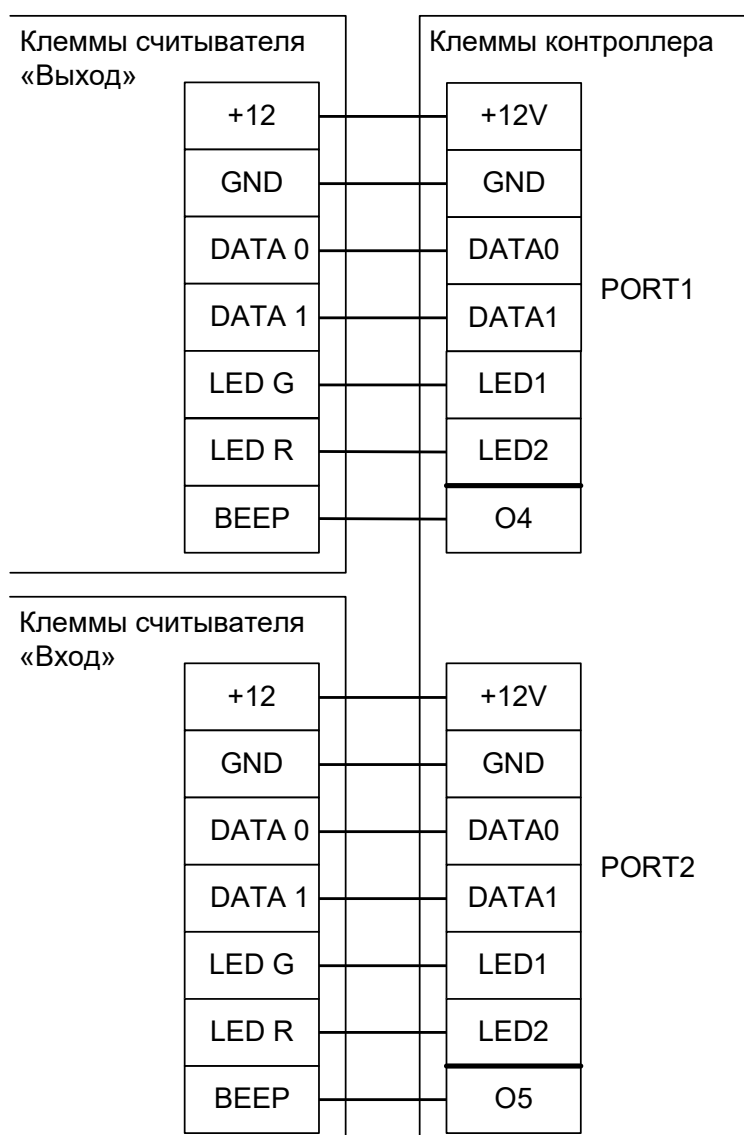 Клеммы считывателя
«Выход»
Клеммы контроллера
+12 +12V
GND GND
DATA 0 DATA0
DATA 1 DATA1
PORT1
LED G LED1
LED R LED2
BEEP O4
Клеммы считывателя
«Вход»
+12 +12V
GND GND
DATA 0 DATA0
DATA 1 DATA1
PORT2
LED G LED1
LED R LED2
BEEP O5